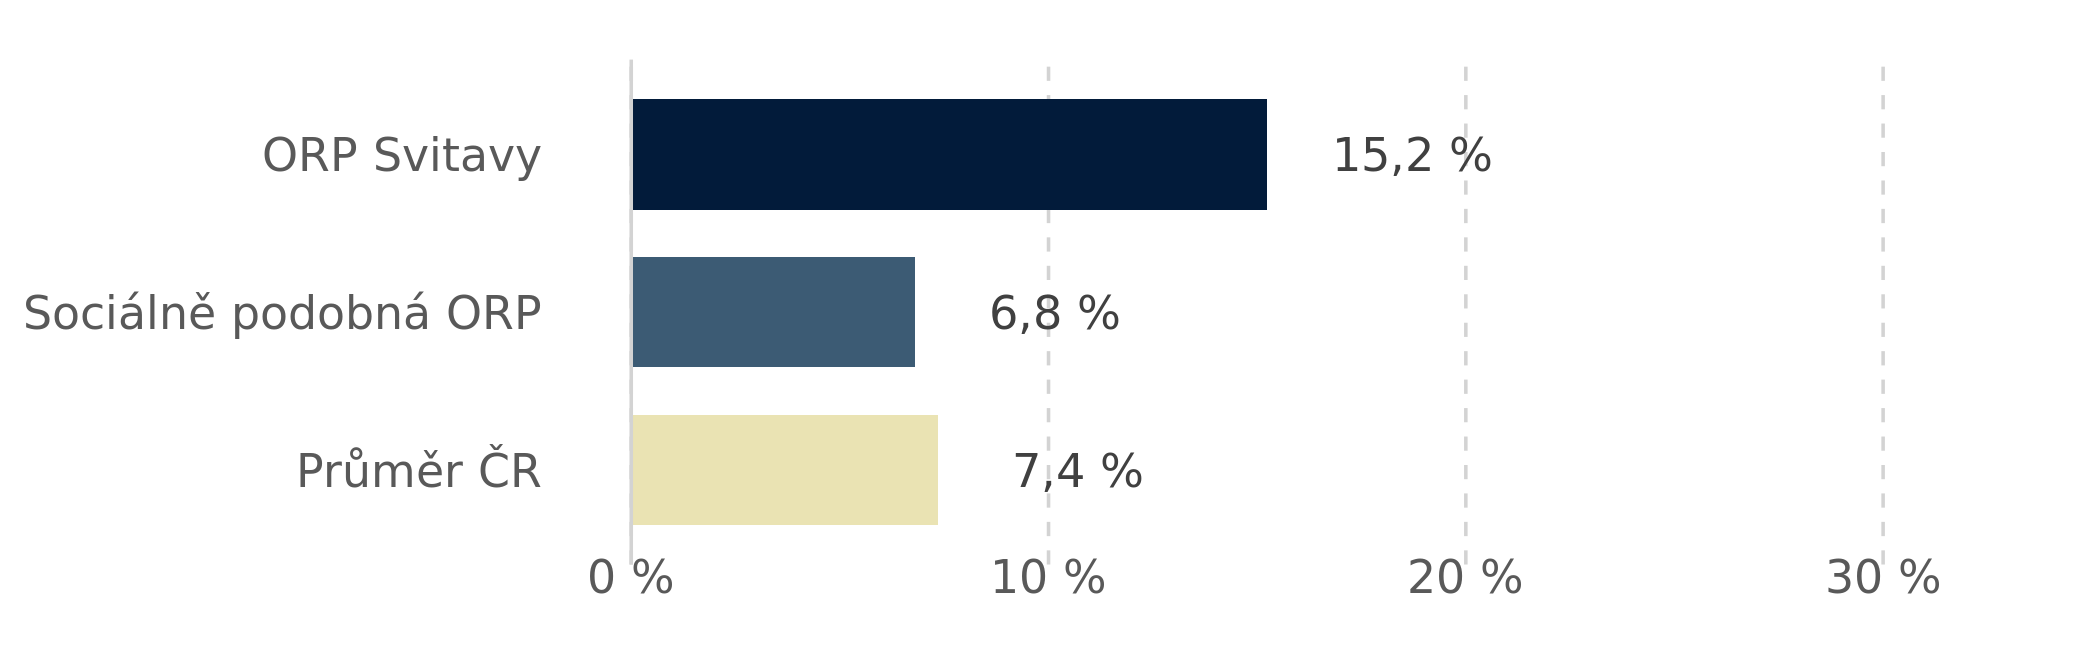 ORP Svitavy
15,2 %
Sociálně podobná ORP
6,8 %
Průměr ČR
7,4 %
0 %
10 %
20 %
30 %